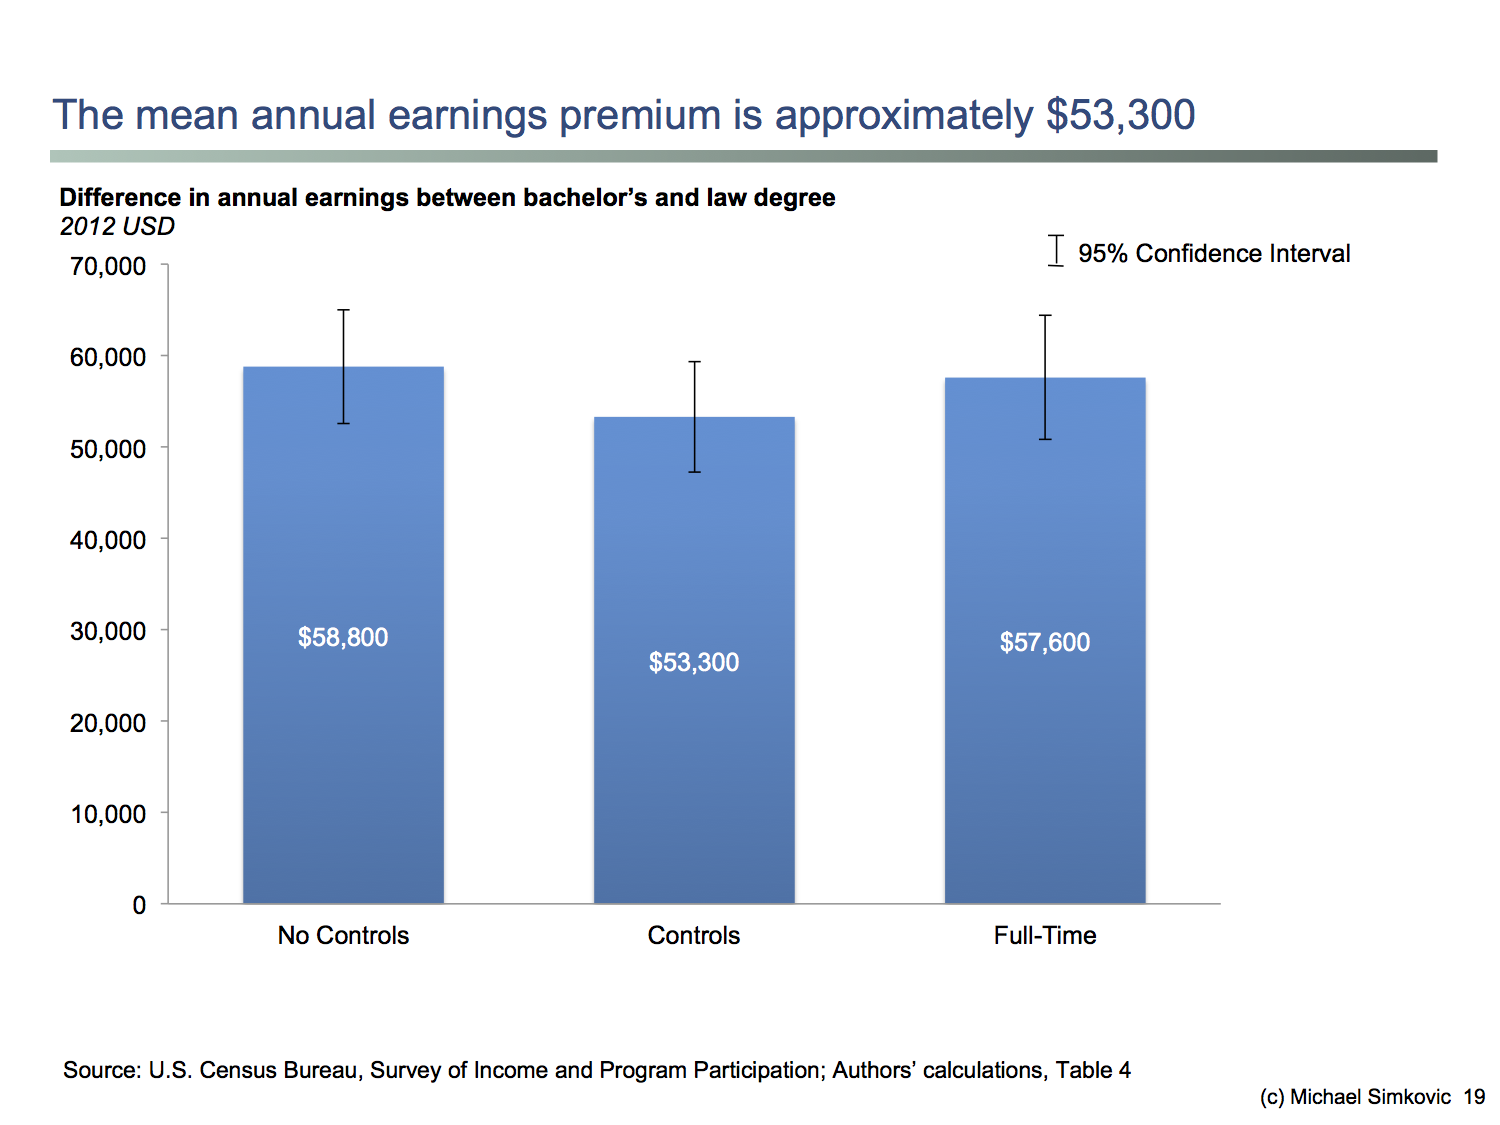 The mean annual earnings premium is approximately $53,300
Difference in annual earnings between bachelor’s and law degree
2012 USD
95% Confidence Interval
70,000
60,000
50,000
40,000
30,000
20,000
10,000
0
$58,800
$53,300
$57,600
No Controls
Controls
Full-Time
Source: U.S. Census Bureau, Survey of Income and Program Participation; Authors’ calculations, Table 4
(c) Michael Simkovic 19